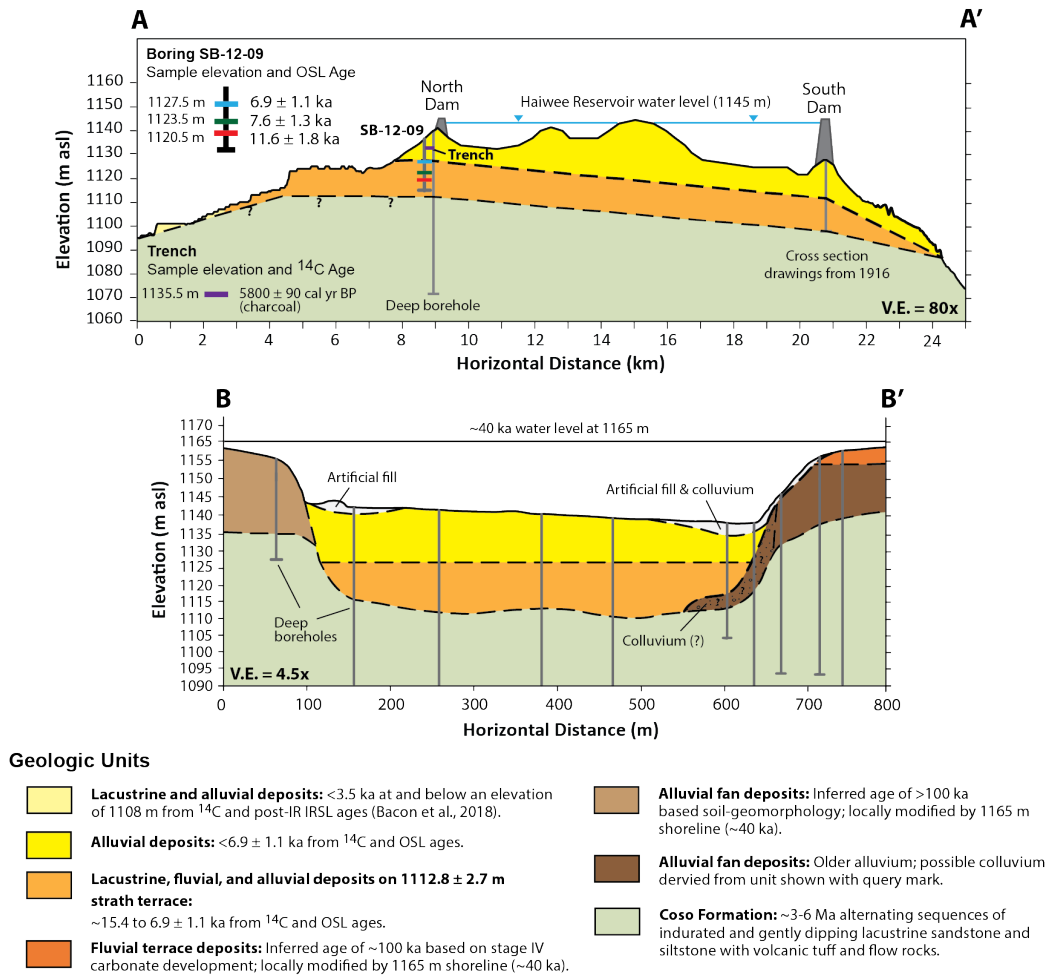 A
A′
Boring SB-12-09
Sample elevation and OSL Age
1127.5 m 6.9 ± 1.1 ka
1123.5 m 7.6 ± 1.3 ka
1120.5 m 11.6 ± 1.8 ka
North
Dam
Haiwee Reservoir water level (1145 m)
South
Dam
SB-12-09
Trench
? ? ?
Trench
Sample elevation and 14C Age
1135.5 m 5800 ± 90 cal yr BP
(charcoal)
Deep borehole
Cross section
drawings from 1916
V.E. = 80x
Elevation (m asl)
1160
1150
1140
1130
1120
1110
1100
1090
1080
1070
1060
0 2 4 6 8 10 12 14 16 18 20 22 24
Horizontal Distance (km)
B
B′
~40 ka water level at 1165 m
Artificial fill
Artificial fill & colluvium
Deep
boreholes
Colluvium (?)
? ? ? ?
V.E. = 4.5x
Elevation (m asl)
1170
1165
1155
1150
1145
1140
1135
1130
1120
1115
1110
1105
1100
1095
1090
0 100 200 300 400 500 600 700 800
Horizontal Distance (m)
Geologic Units
Lacustrine and alluvial deposits: <3.5 ka at and below an elevation
of 1108 m from 14C and post-IR IRSL ages (Bacon et al., 2018).
Alluvial deposits: <6.9 ± 1.1 ka from 14C and OSL ages.
Lacustrine, fluvial, and alluvial deposits on 1112.8 ± 2.7 m
strath terrace:
~15.4 to 6.9 ± 1.1 ka from 14C and OSL ages.
Fluvial terrace deposits: Inferred age of ~100 ka based on stage IV
carbonate development; locally modified by 1165 m shoreline (~40 ka).
Alluvial fan deposits: Inferred age of >100 ka
based soil-geomorphology; locally modified by 1165 m
shoreline (~40 ka).
Alluvial fan deposits: Older alluvium; possible colluvium
dervied from unit shown with query mark.
Coso Formation: ~3-6 Ma alternating sequences of
indurated and gently dipping lacustrine sandstone and
siltstone with volcanic tuff and flow rocks.